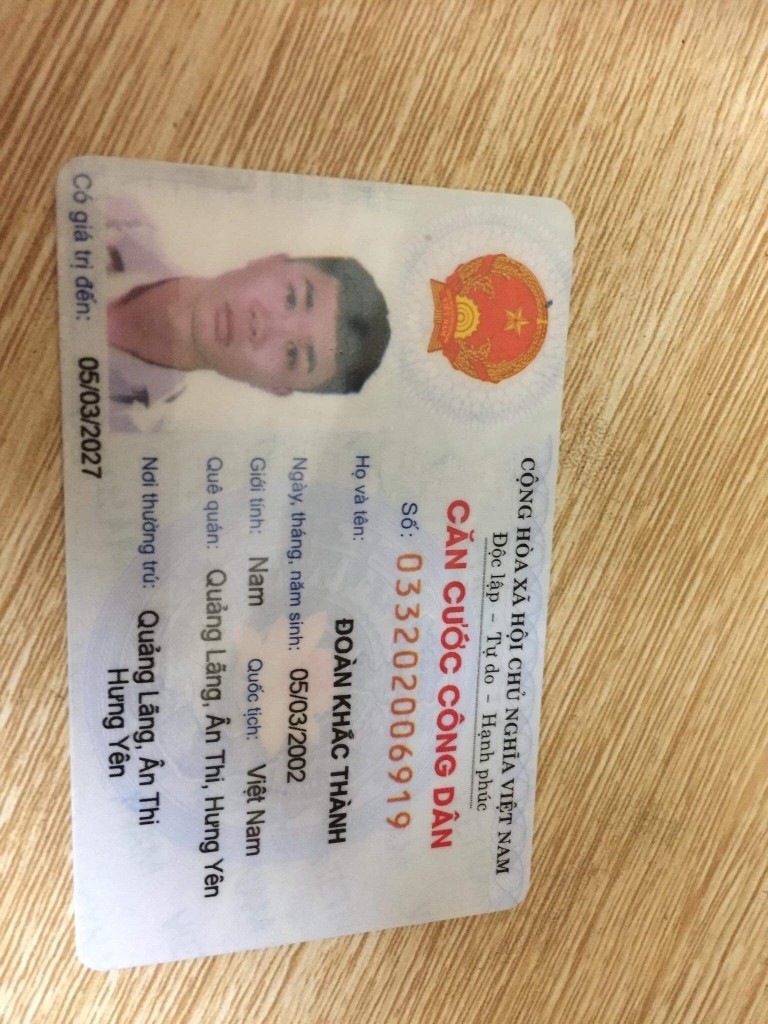 CỘNG HÒA XÃ HỘI CHỦ NGHĨA VIỆT NAM
Độc lập - Tự do - Hạnh phúc
CĂN CƯỚC CÔNG DÂN
Số: 033202006919
Họ và tên:
ĐOÀN KHẮC THÀNH
Ngày, tháng, năm sinh: 05/03/2002
Giới tính: Nam Quốc tịch: Việt Nam
Quê quán: Quảng Lãng, Ân Thi, Hưng Yên
Nơi thường trú: Quảng Lãng, Ân Thi
Hưng Yên
Có giá trị đến: 05/03/2027